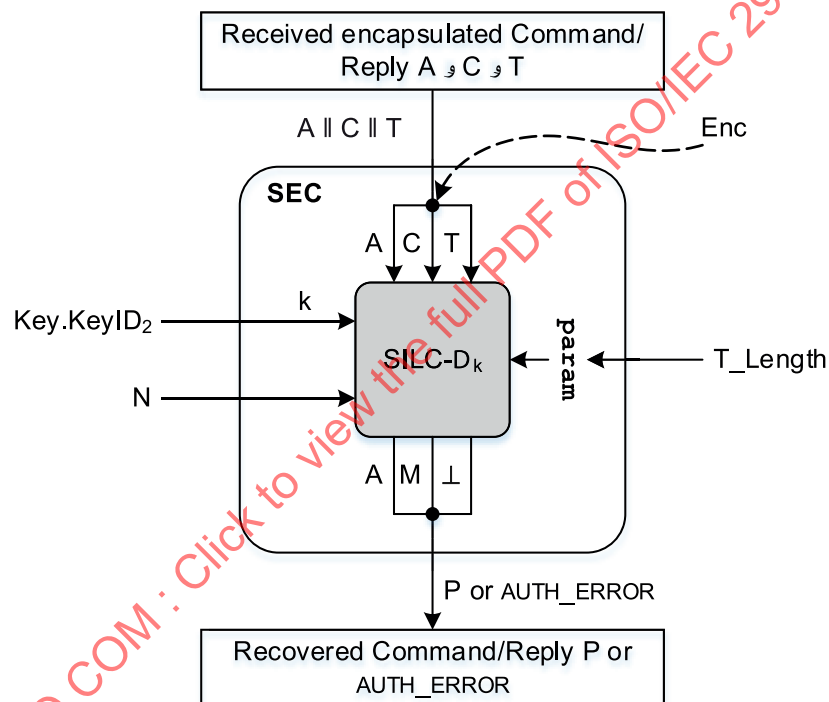 Received encapsulated Command/
Reply A و C و T
A ‖ C ‖ T
Enc
SEC
A C T
Key.KeyID₂
k
SILC-Dₖ
param
T_Length
N
A M ⊥
P or AUTH_ERROR
Recovered Command/Reply P or
AUTH_ERROR
COM : Click to view the full PDF of ISO/IEC 29